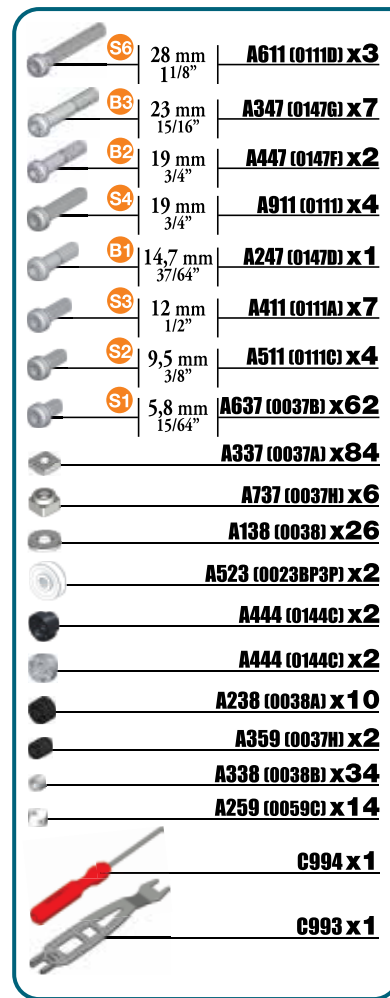 S6 28 mm A611 (0111D) x3
1 1/8”
B3 23 mm A347 (0147G) x7
15/16”
B2 19 mm A447 (0147F) x2
3/4”
S4 19 mm A911 (0111) x4
3/4”
B1 14,7 mm A247 (0147D) x1
37/64”
S3 12 mm A411 (0111A) x7
1/2”
S2 9,5 mm A511 (0111C) x4
3/8”
S1 5,8 mm A637 (0037B) x62
15/64”
A337 (0037A) x84
A737 (0037H) x6
A138 (0038) x26
A523 (0023BP3P) x2
A444 (0144C) x2
A444 (0144C) x2
A238 (0038A) x10
A359 (0037H) x2
A338 (0038B) x34
A259 (0059C) x14
C994 x1
C993 x1